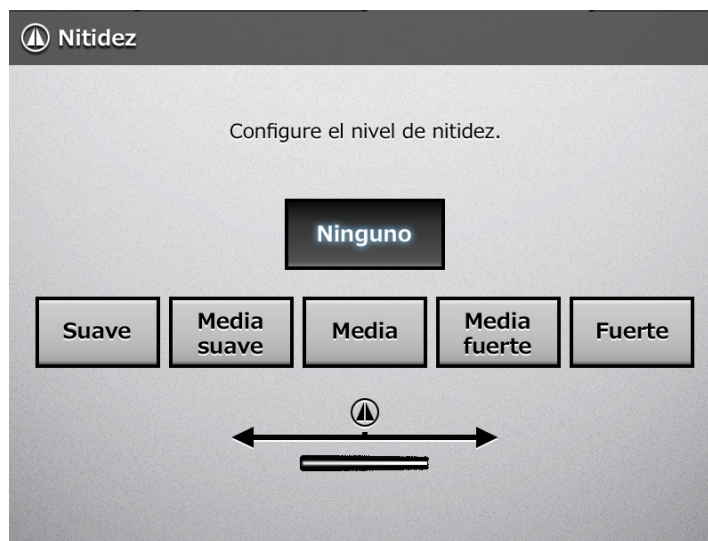 Nitidez
Configure el nivel de nitidez.
Ninguno
Suave
Media
suave
Media
Media
fuerte
Fuerte